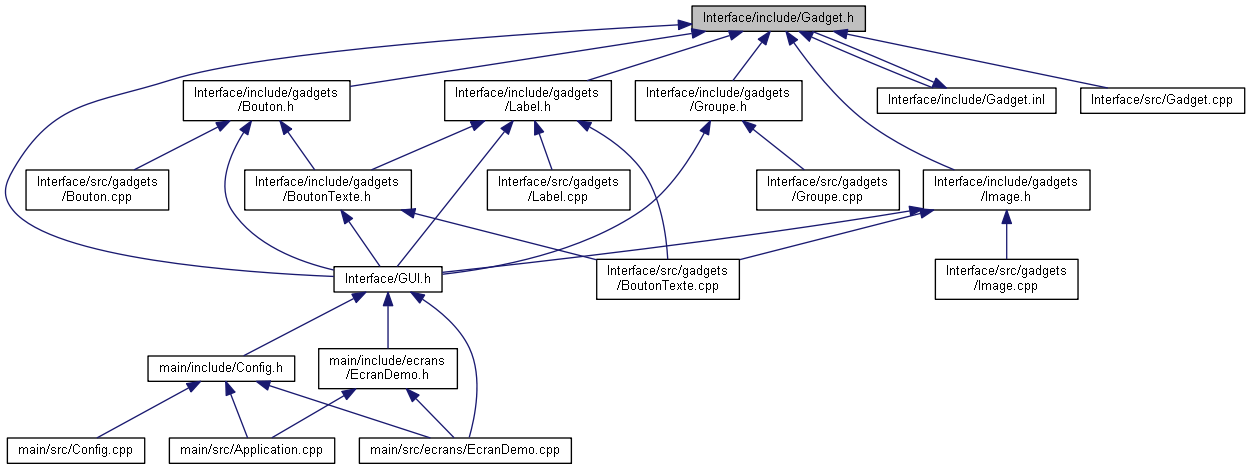 Interface/include/Gadget.h
Interface/include/gadgets
/Bouton.h
Interface/include/gadgets
/Label.h
Interface/include/gadgets
/Groupe.h
Interface/include/Gadget.inl
Interface/src/Gadget.cpp
Interface/src/gadgets
/Bouton.cpp
Interface/include/gadgets
/BoutonTexte.h
Interface/src/gadgets
/Label.cpp
Interface/src/gadgets
/Groupe.cpp
Interface/include/gadgets
/Image.h
Interface/GUI.h
Interface/src/gadgets
/BoutonTexte.cpp
Interface/src/gadgets
/Image.cpp
main/include/Config.h
main/include/ecrans
/EcranDemo.h
main/src/Config.cpp
main/src/Application.cpp
main/src/ecrans/EcranDemo.cpp